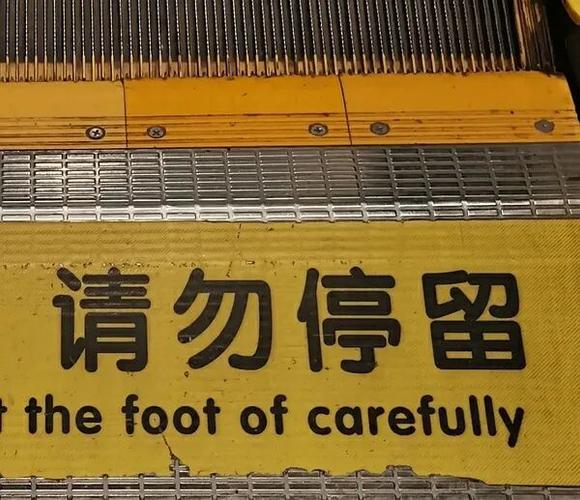 请勿停留
the foot of carefully